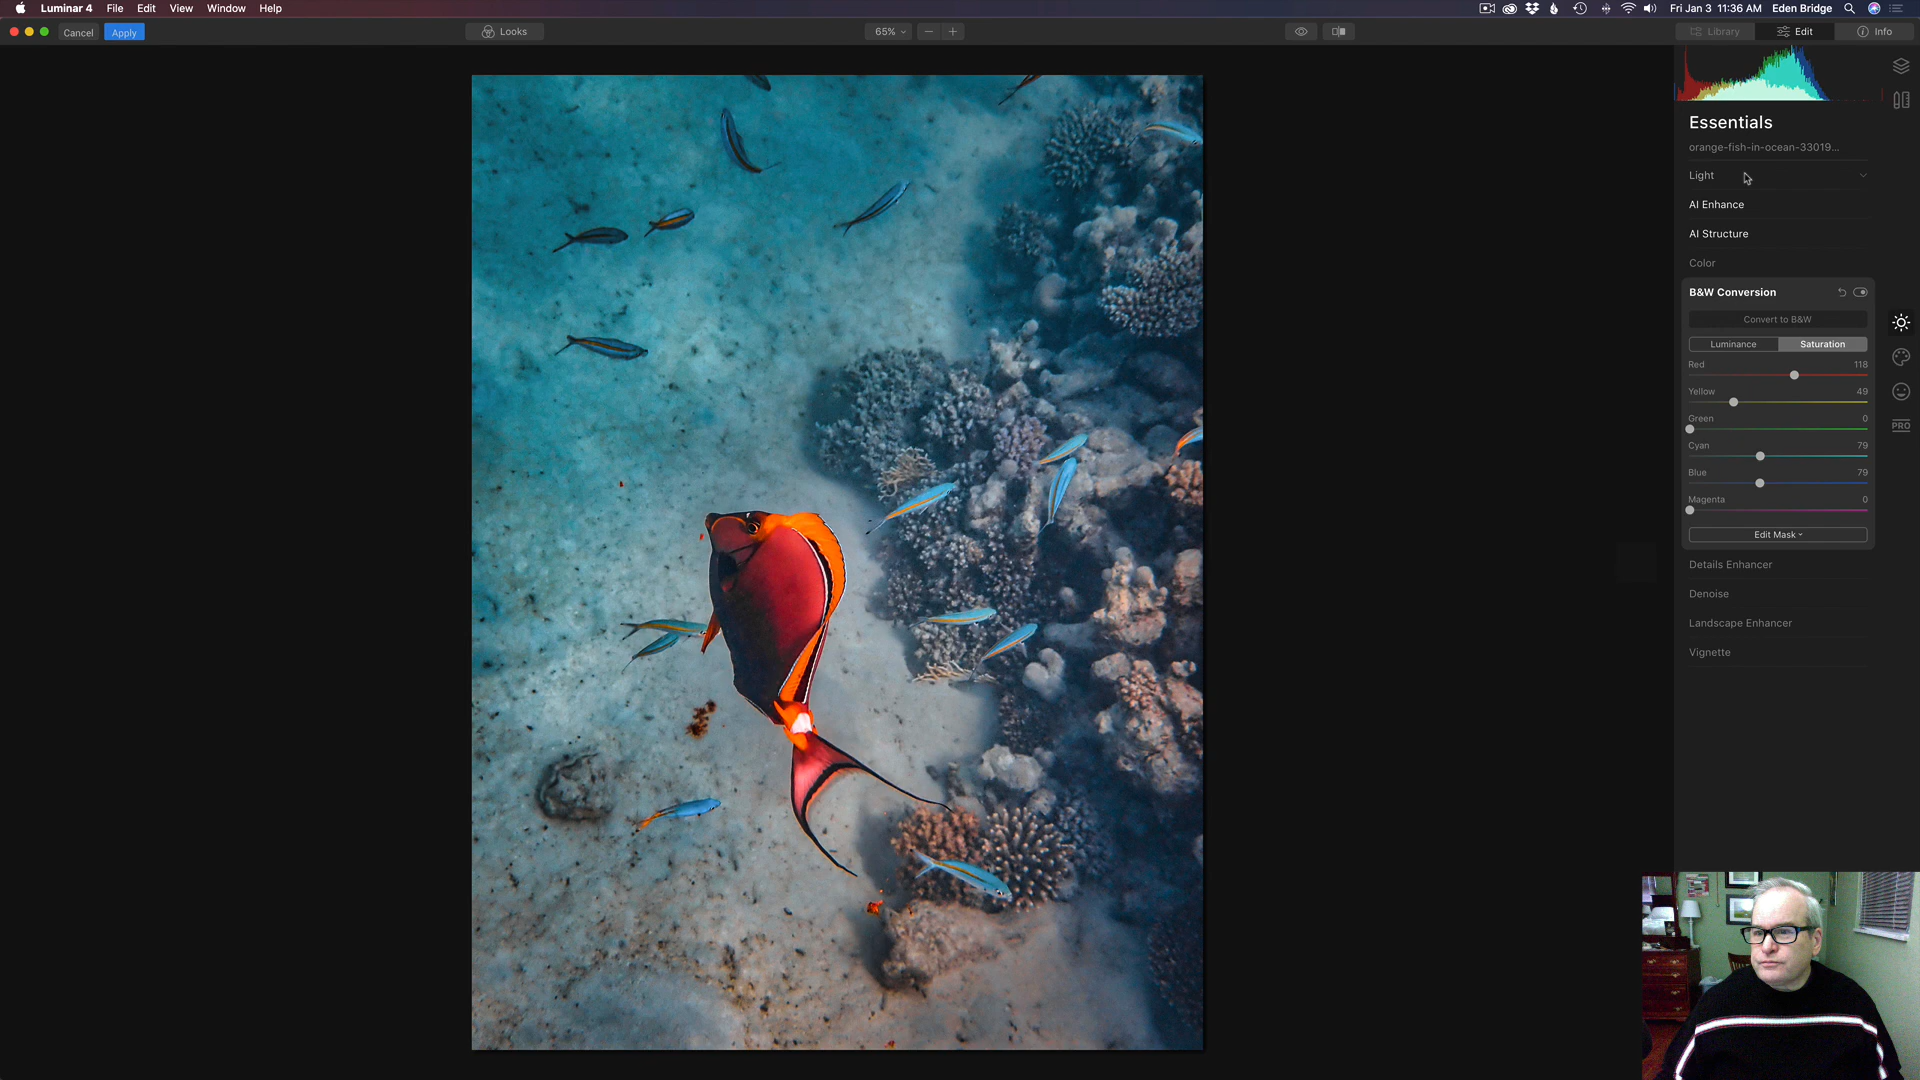 Luminar 4 File Edit View Window Help Fri Jan 3 11:36 AM Eden Bridge
Cancel Apply Looks 65% Library Edit Info
Essentials
orange-fish-in-ocean-33019...
Light
AI Enhance
AI Structure
Color
B&W Conversion
Convert to B&W
Luminance Saturation
Red 118
Yellow 49
Green 0
Cyan 79
Blue 79
Magenta 0
Edit Mask
PRO
Details Enhancer
Denoise
Landscape Enhancer
Vignette